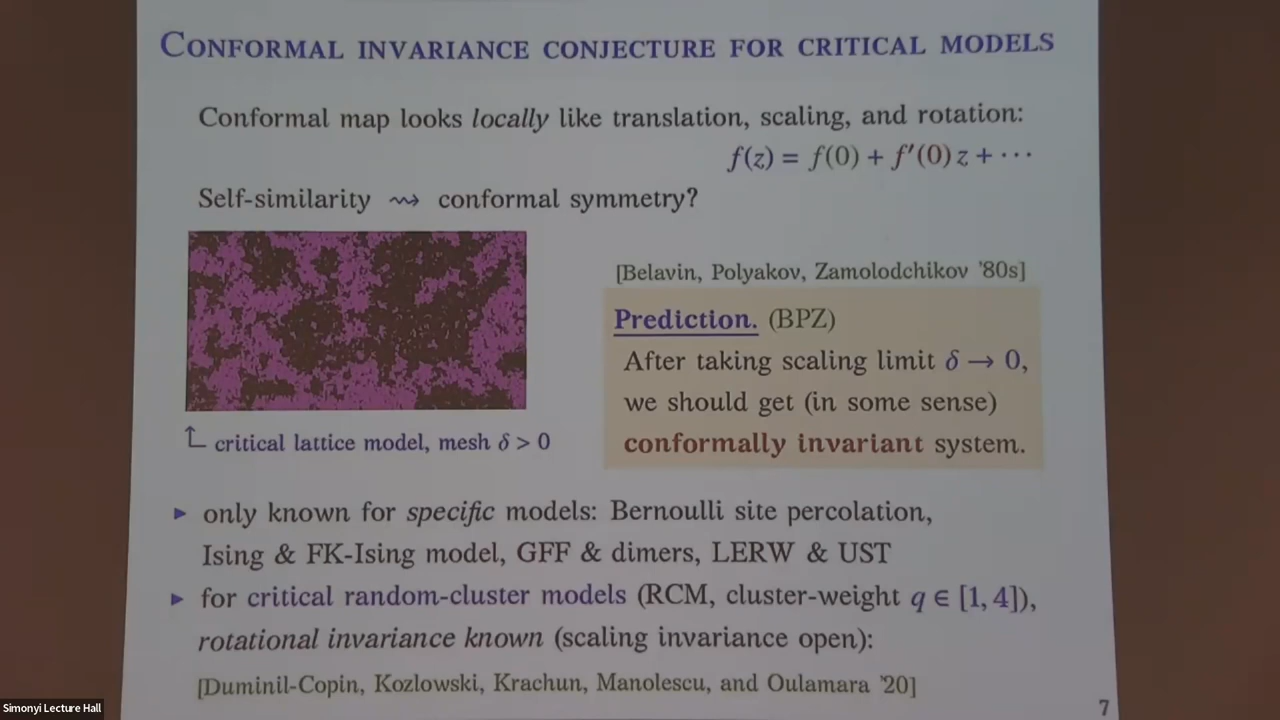 CONFORMAL INVARIANCE CONJECTURE FOR CRITICAL MODELS
Conformal map looks locally like translation, scaling, and rotation:
f(z) = f(0) + f′(0) z + ⋯
Self-similarity ⇝ conformal symmetry?
[Belavin, Polyakov, Zamolodchikov '80s]
Prediction. (BPZ)
After taking scaling limit δ → 0,
we should get (in some sense)
conformally invariant system.
critical lattice model, mesh δ > 0
▸ only known for specific models: Bernoulli site percolation,
Ising & FK-Ising model, GFF & dimers, LERW & UST
▸ for critical random-cluster models (RCM, cluster-weight q ∈ [1, 4]),
rotational invariance known (scaling invariance open):
[Duminil-Copin, Kozlowski, Krachun, Manolescu, and Oulamara '20]
7
Simonyi Lecture Hall